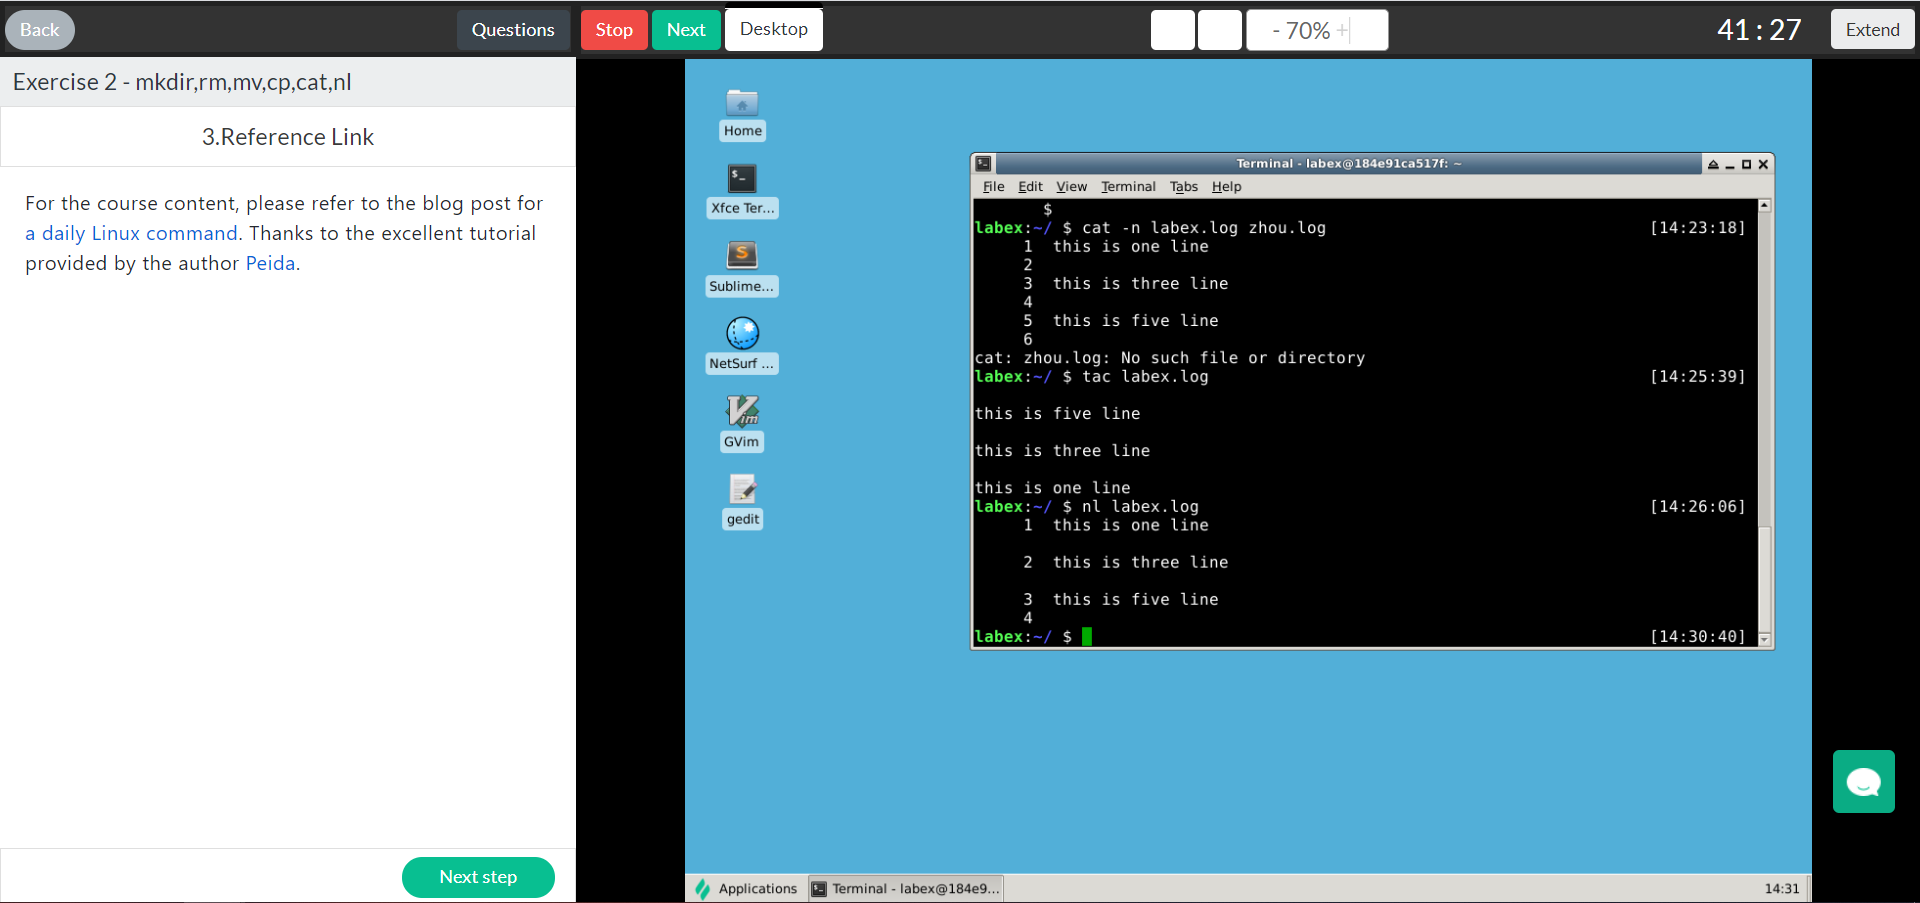 Back
Questions
Stop
Next
Desktop
- 70% +
41 : 27
Extend
Exercise 2 - mkdir,rm,mv,cp,cat,nl
3.Reference Link
For the course content, please refer to the blog post for
a daily Linux command. Thanks to the excellent tutorial
provided by the author Peida.
Next step
Home
Xfce Ter...
Sublime...
NetSurf ...
GVim
gedit
Terminal - labex@184e91ca517f: ~
File Edit View Terminal Tabs Help
$
labex:~/ $ cat -n labex.log zhou.log [14:23:18]
1 this is one line
2
3 this is three line
4
5 this is five line
6
cat: zhou.log: No such file or directory
labex:~/ $ tac labex.log [14:25:39]
this is five line
this is three line
this is one line
labex:~/ $ nl labex.log [14:26:06]
1 this is one line
2 this is three line
3 this is five line
4
labex:~/ $ [14:30:40]
Applications
Terminal - labex@184e9...
14:31